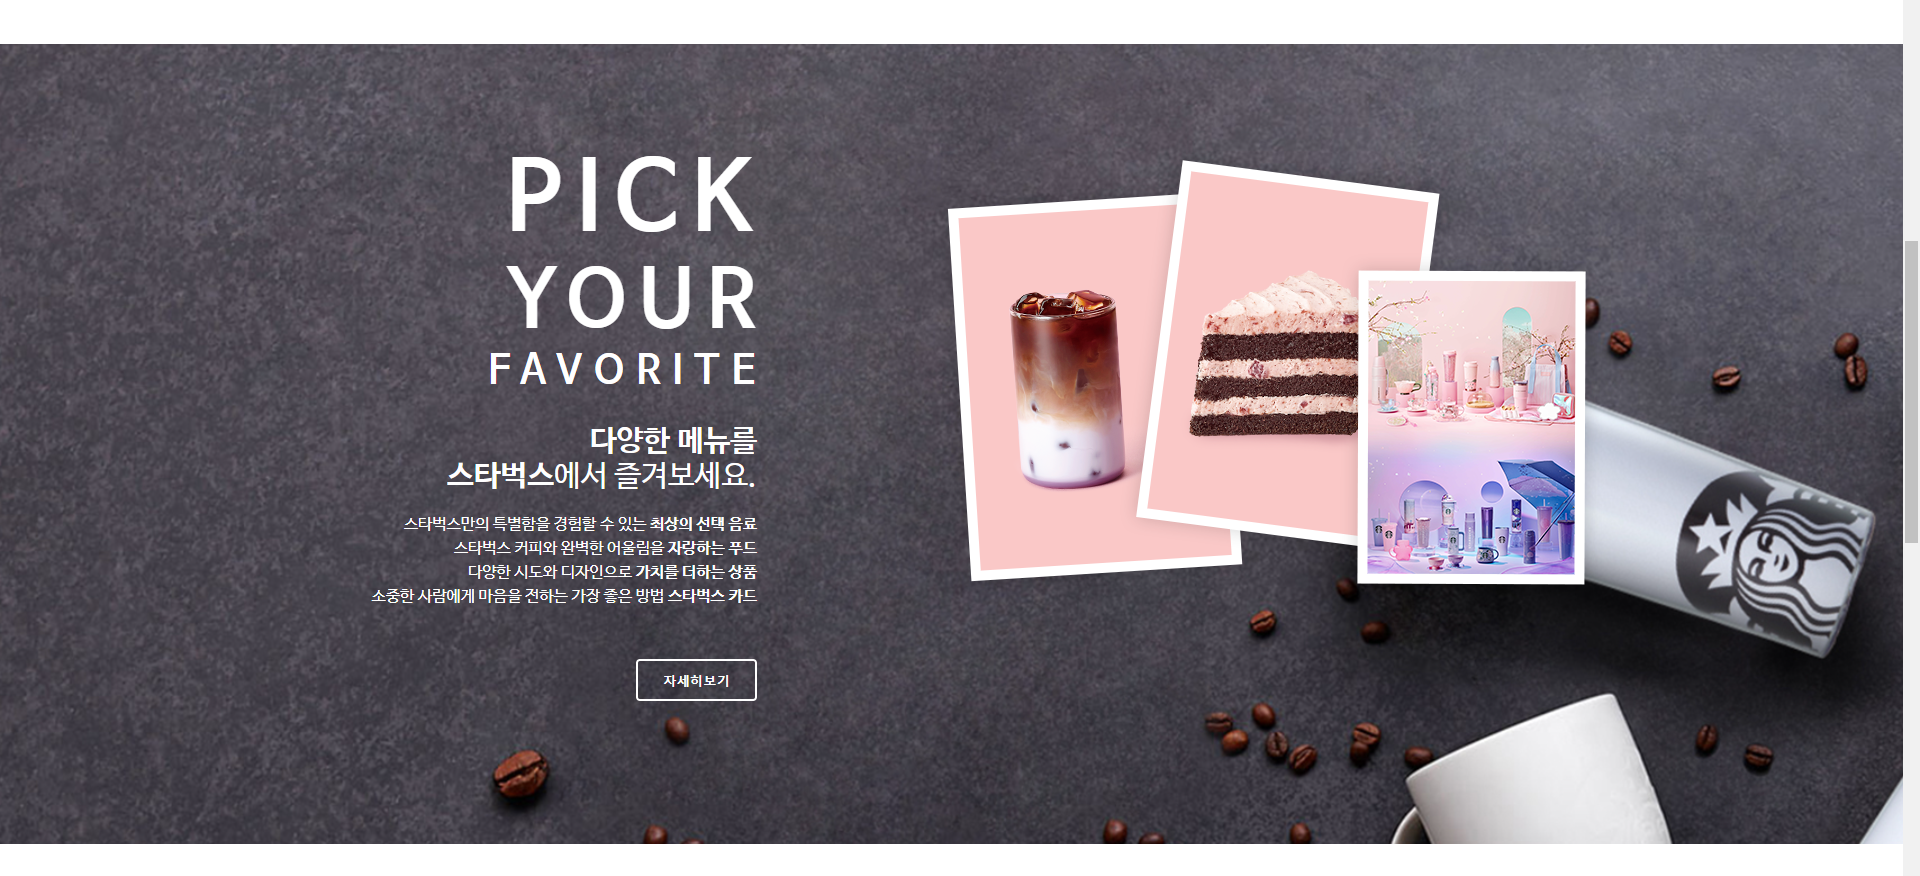 PICK
YOUR
FAVORITE
다양한 메뉴를
스타벅스에서 즐겨보세요.
스타벅스만의 특별함을 경험할 수 있는 최상의 선택 음료
스타벅스 커피와 완벽한 어울림을 자랑하는 푸드
다양한 시도와 디자인으로 가치를 더하는 상품
소중한 사람에게 마음을 전하는 가장 좋은 방법 스타벅스 카드
자세히보기